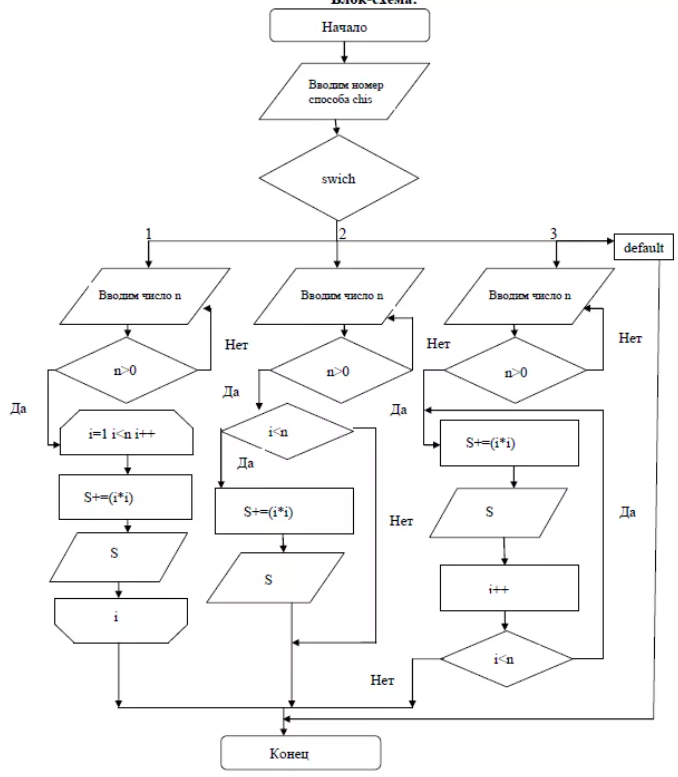 Блок-схема:
Начало
Вводим номер
способа chis
swich
1
2
3
default
Вводим число n
Вводим число n
Вводим число n
Нет
Нет
Нет
n>0
n>0
n>0
Да
Да
Да
i=1 i<n i++
i<n
S+=(i*i)
Да
S+=(i*i)
S+=(i*i)
Нет
S
Да
S
S
i++
i
i<n
Нет
Конец